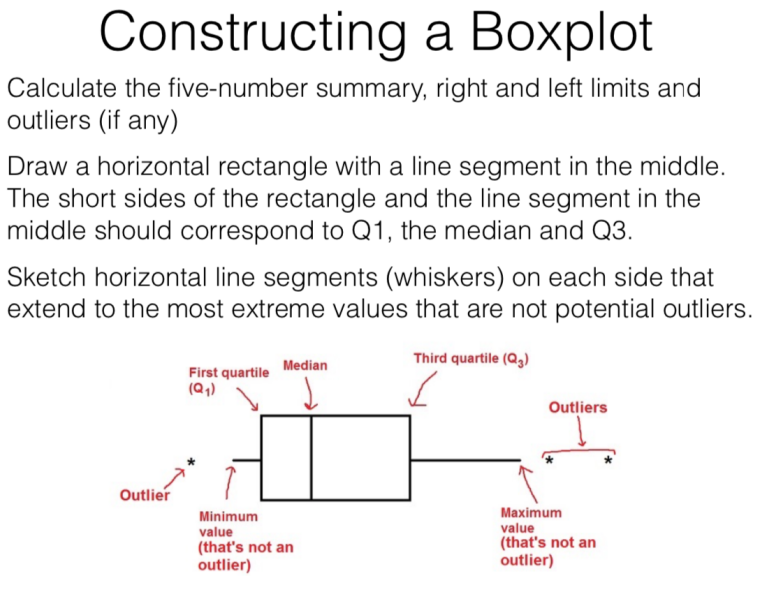 Constructing a Boxplot
Calculate the five-number summary, right and left limits and
outliers (if any)
Draw a horizontal rectangle with a line segment in the middle.
The short sides of the rectangle and the line segment in the
middle should correspond to Q1, the median and Q3.
Sketch horizontal line segments (whiskers) on each side that
extend to the most extreme values that are not potential outliers.
First quartile
(Q₁)
Median
Third quartile (Q₃)
Outliers
*
* *
Outlier
Minimum
value
(that's not an
outlier)
Maximum
value
(that's not an
outlier)